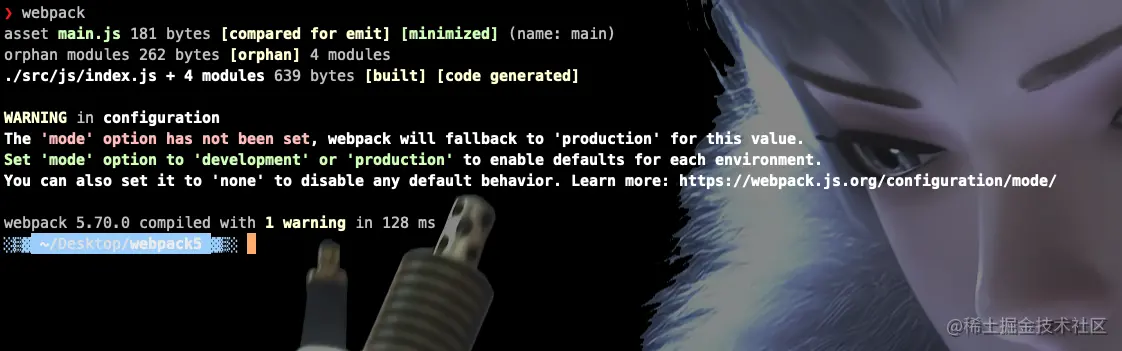 ❯ webpack
asset main.js 181 bytes [compared for emit] [minimized] (name: main)
orphan modules 262 bytes [orphan] 4 modules
./src/js/index.js + 4 modules 639 bytes [built] [code generated]
WARNING in configuration
The 'mode' option has not been set, webpack will fallback to 'production' for this value.
Set 'mode' option to 'development' or 'production' to enable defaults for each environment.
You can also set it to 'none' to disable any default behavior. Learn more: https://webpack.js.org/configuration/mode/
webpack 5.70.0 compiled with 1 warning in 128 ms
░▒▓ ~/Desktop/webpack5 ▓▒░
@稀土掘金技术社区